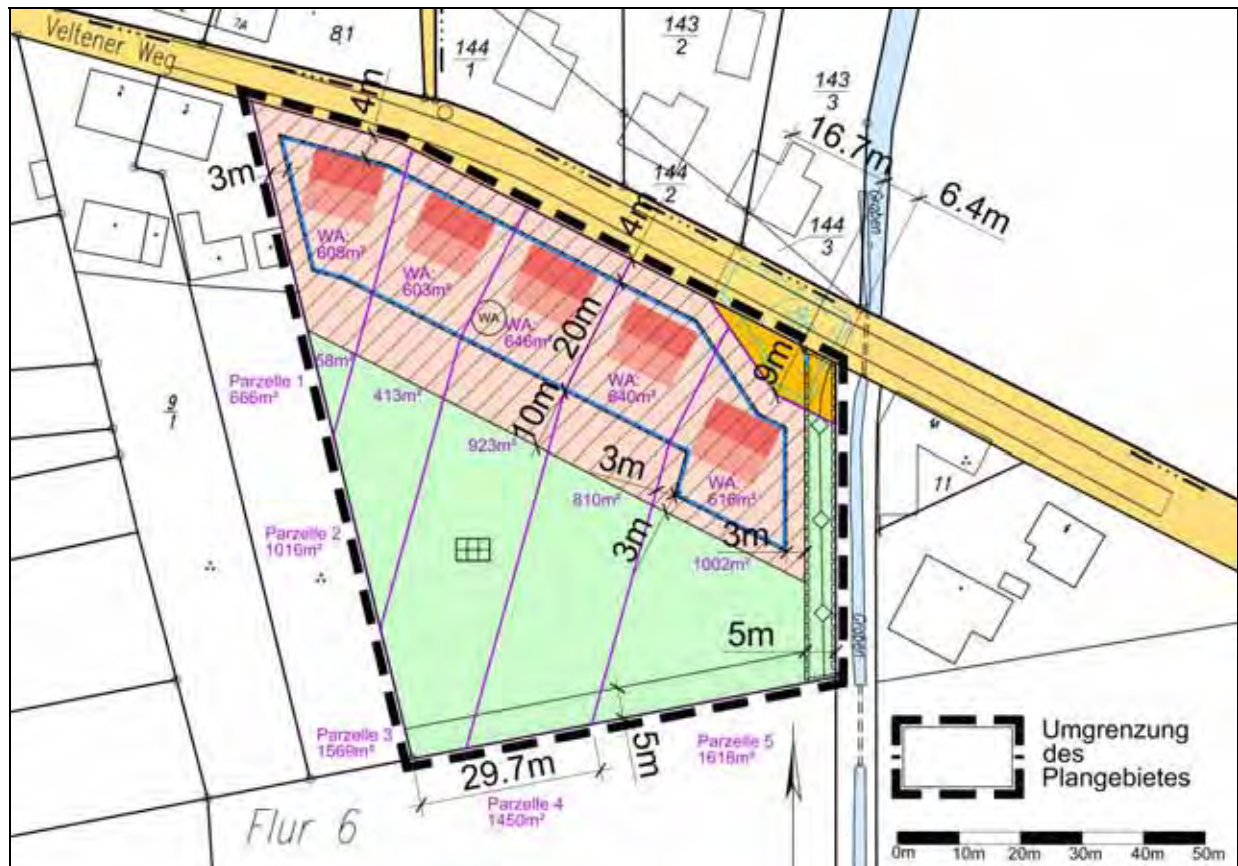 7A
8,1
Veltener Weg
144
1
143
2
143
3
4m
16.7m
144
2
6.4m
3m
144
3
Graben
4m
WA:
608m²
WA:
603m²
WA
WA:
646m²
20m
9m
WA:
640m²
58m²
Parzelle 1
666m²
413m²
10m
9
1
923m²
3m
WA:
616m²
11
810m²
3m
3m
1002m²
Parzelle 2
1016m²
5m
Graben
Parzelle 3
1569m²
5m
Parzelle 5
1618m²
29.7m
Parzelle 4
1450m²
Flur 6
Umgrenzung
des
Plangebietes
0m 10m 20m 30m 40m 50m